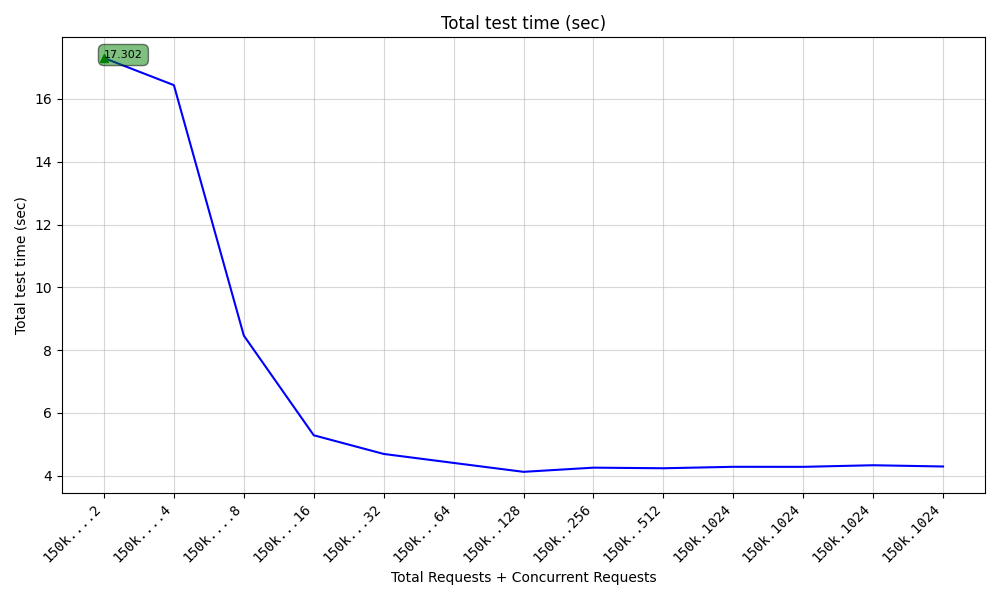 Total test time (sec)
17.302
Total test time (sec)
16
14
12
10
8
6
4
150k....2
150k....4
150k....8
150k...16
150k...32
150k...64
150k..128
150k.256
150k..512
150k.1024
150k.1024
150k.1024
150k.1024
Total Requests + Concurrent Requests